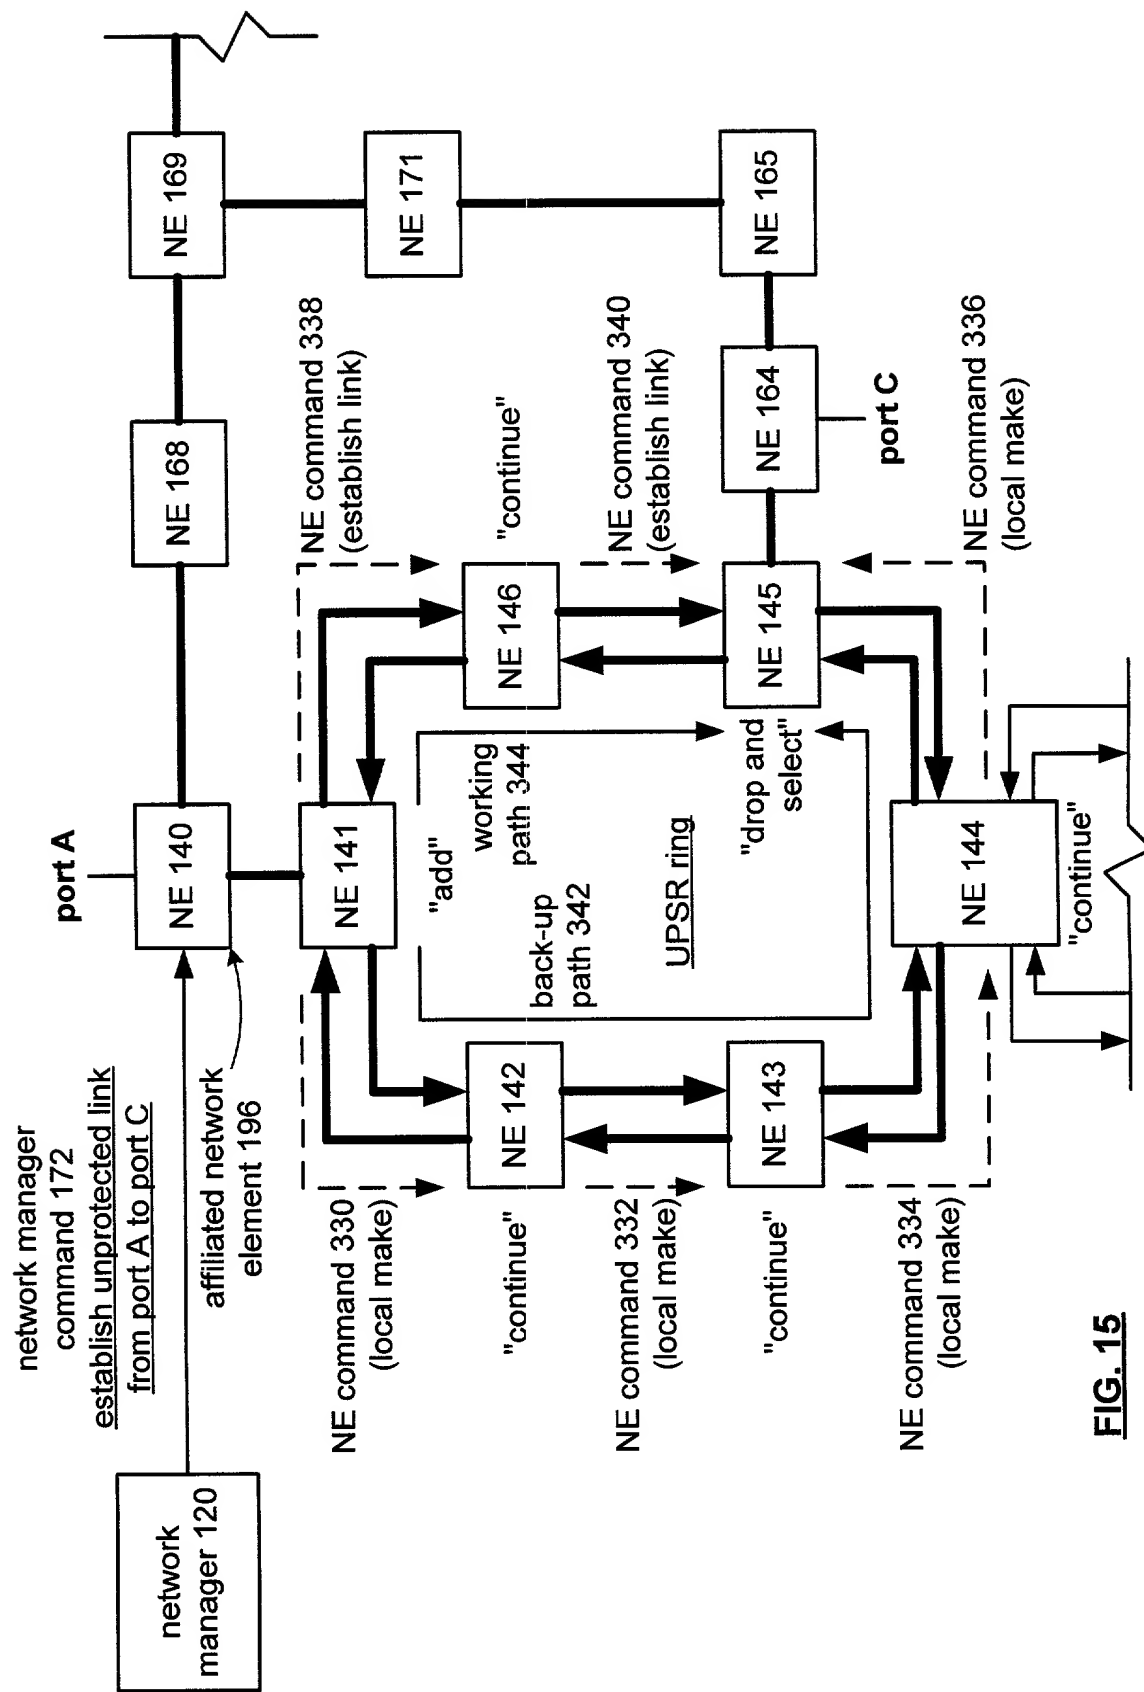 network manager
command 172
establish unprotected link
from port A to port C
network
manager 120
affiliated network
element 196
port A
NE 140
NE 168
NE 169
NE 171
NE 165
NE 164
port C
NE command 330
(local make)
NE command 338
(establish link)
NE 141
"add"
"continue"
NE 142
back-up
path 342
working
path 344
NE 146
"continue"
NE command 332
(local make)
UPSR ring
NE command 340
(establish link)
"continue"
NE 143
"drop and
select"
NE 145
NE command 334
(local make)
NE 144
"continue"
NE command 336
(local make)
FIG. 15